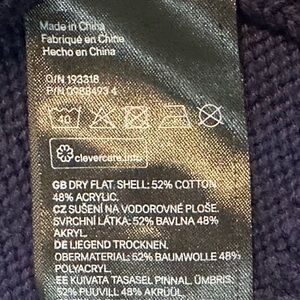 Made in China
Fabriqué en Chine
Hecho en China
O/N 193318
P/N 0988493 4
40
clevercare.info
GB DRY FLAT. SHELL: 52% COTTON
48% ACRYLIC.
CZ SUŠENÍ NA VODOROVNÉ PLOŠE.
SVRCHNÍ LÁTKA: 52% BAVLNA 48%
AKRYL.
DE LIEGEND TROCKNEN.
OBERMATERIAL: 52% BAUMWOLLE 48%
POLYACRYL.
EE KUIVATA TASASEL PINNAL. ÜMBRIS:
52% PUUVILL 48% AKRÜÜL.